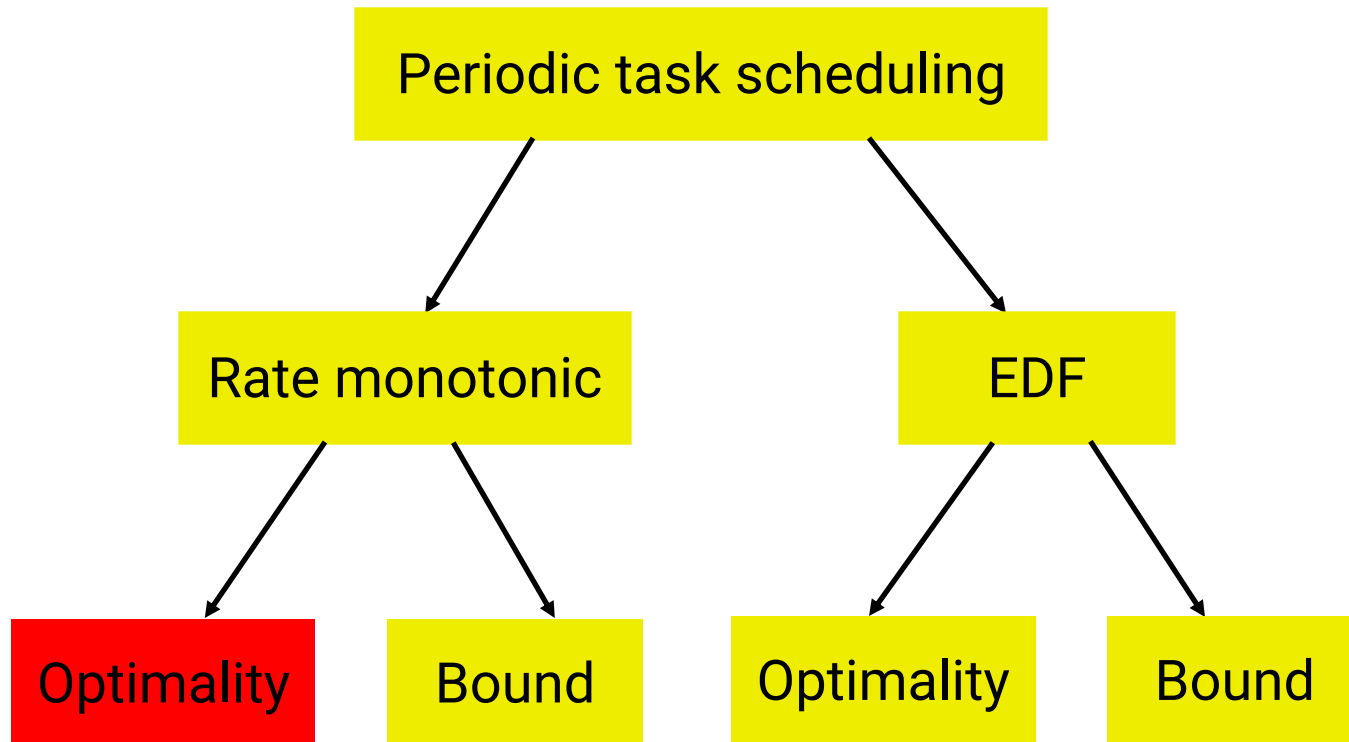 Periodic task scheduling
Rate monotonic
EDF
Optimality
Bound
Optimality
Bound